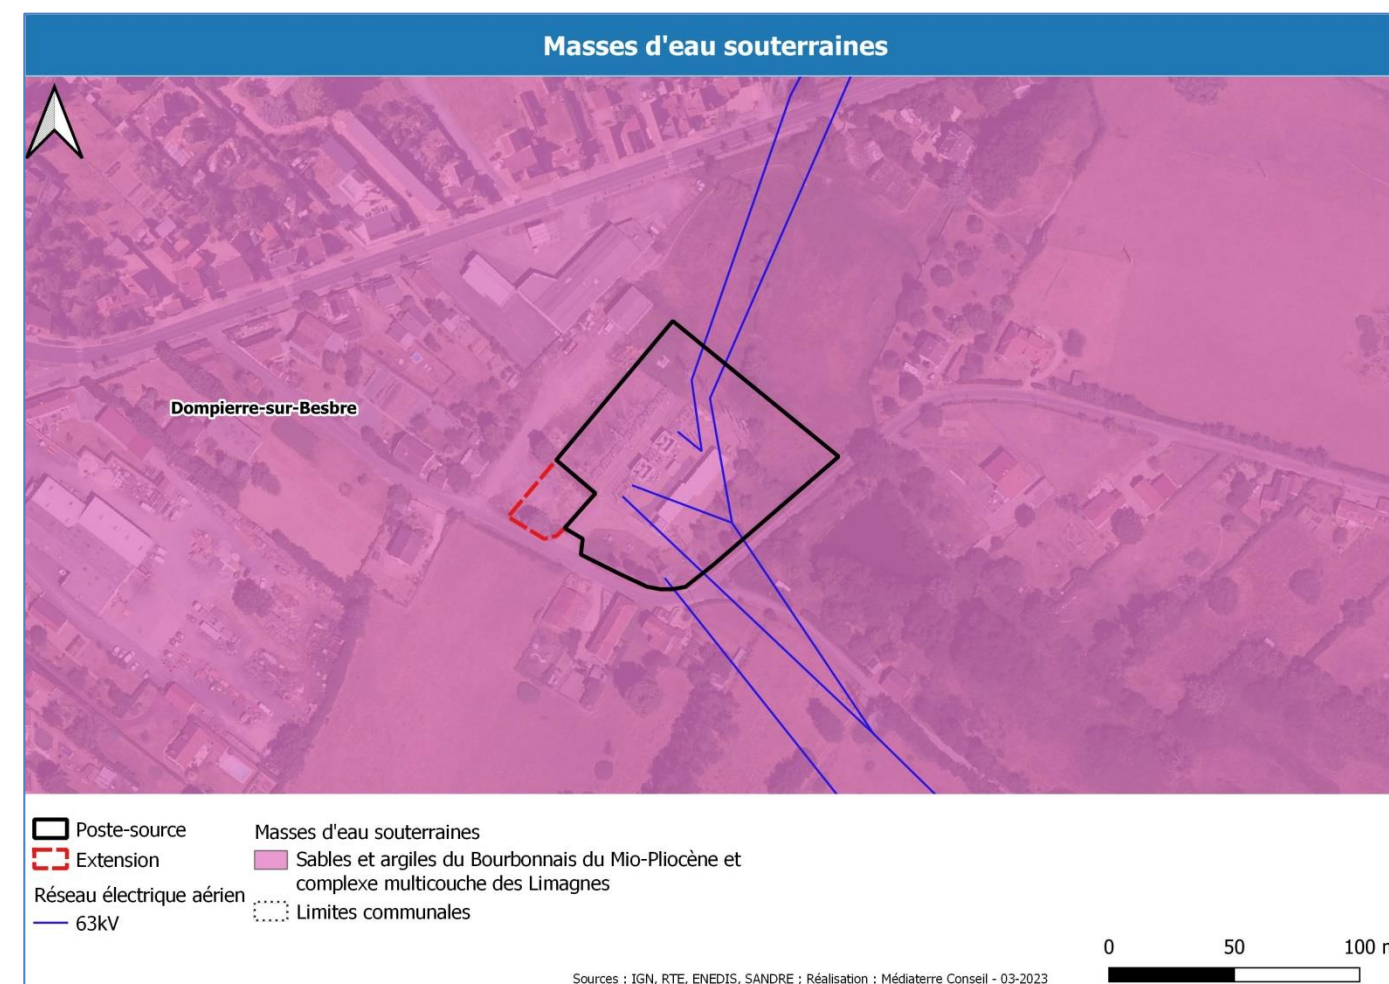 Masses d'eau souterraines
Dompierre-sur-Besbre
Poste-source
Extension
Réseau électrique aérien
63kV
Masses d'eau souterraines
Sables et argiles du Bourbonnais du Mio-Pliocène et
complexe multicouche des Limagnes
Limites communales
0 50 100
Sources : IGN, RTE, ENEDIS, SANDRE ; Réalisation : Médiaterre Conseil - 03-2023